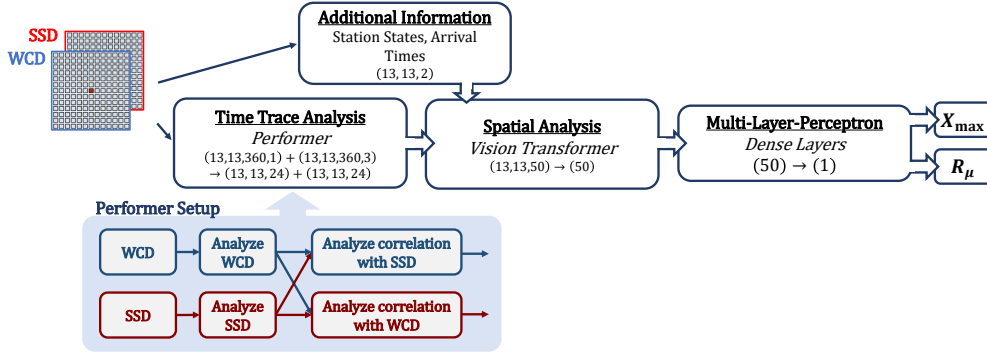 SSD
WCD
Additional Information
Station States, Arrival
Times
(13, 13, 2)
Time Trace Analysis
Performer
(13,13,360,1) + (13,13,360,3)
→ (13, 13, 24) + (13, 13, 24)
Spatial Analysis
Vision Transformer
(13,13,50) → (50)
Multi-Layer-Perceptron
Dense Layers
(50) → (1)
X_max
R_μ
Performer Setup
WCD
Analyze
WCD
Analyze correlation
with SSD
SSD
Analyze
SSD
Analyze correlation
with WCD